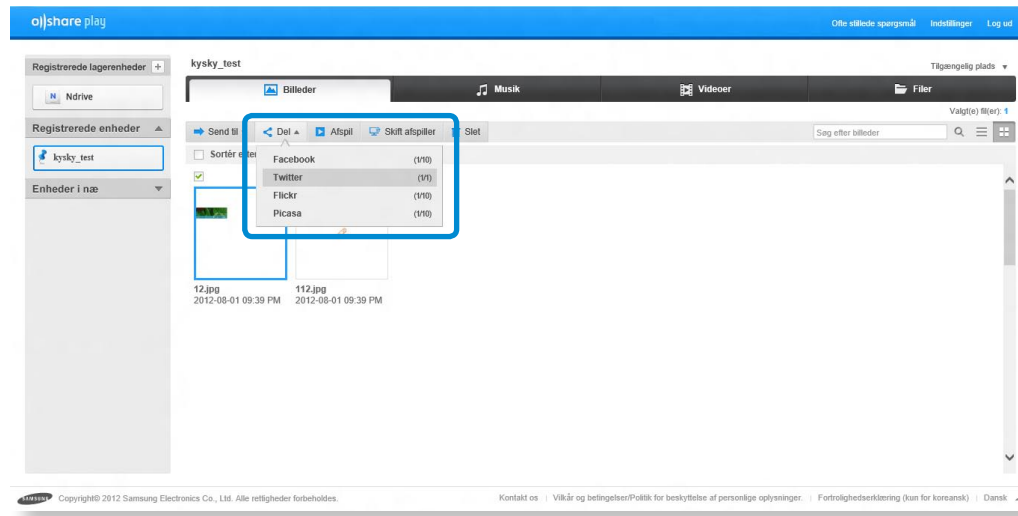 allshare play
Ofte stillede spørgsmål Indstillinger Log ud
Registrerede lagerenheder +
kysky_test
Tilgængelig plads
N Ndrive
Billeder Musik Videoer Filer
Valgt(e) fil(er): 1
Registrerede enheder
Send til Del Afspil Skift afspiller Slet
Søg efter billeder
kysky_test
Sortér efter
Enheder i næ
Facebook (1/10)
Twitter (1/1)
Flickr (1/10)
Picasa (1/10)
12.jpg 112.jpg
2012-08-01 09:39 PM 2012-08-01 09:39 PM
SAMSUNG Copyright© 2012 Samsung Electronics Co., Ltd. Alle rettigheder forbeholdes.
Kontakt os | Vilkår og betingelser/Politik for beskyttelse af personlige oplysninger. | Fortrolighedserklæring (kun for koreansk) | Dansk